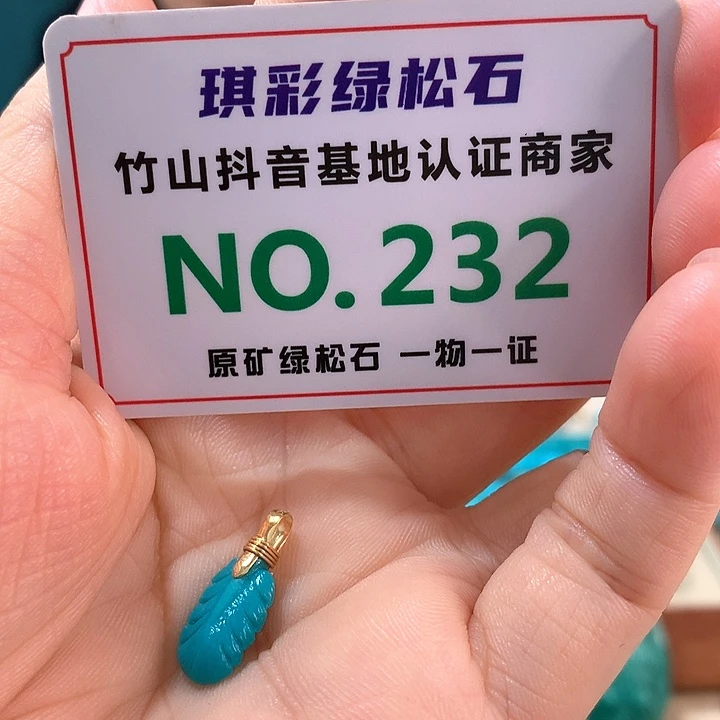 琪彩绿松石
竹山抖音基地认证商家
NO.232
原矿绿松石 一物一证